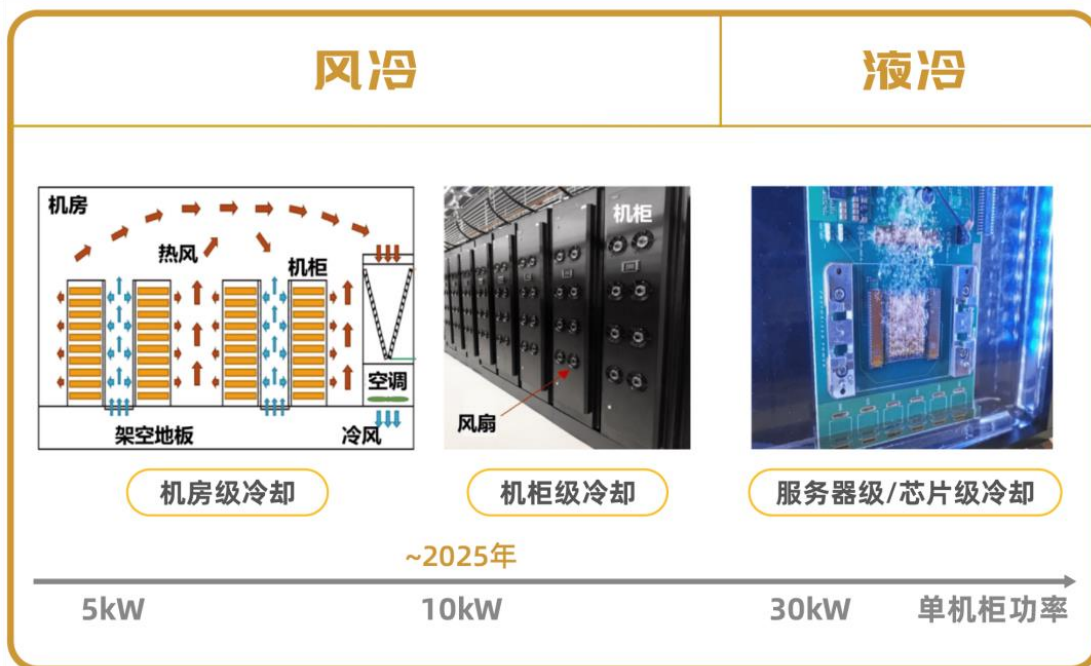 风冷
液冷
机房
热风
机柜
空调
架空地板
冷风
机柜
风扇
机房级冷却
机柜级冷却
服务器级/芯片级冷却
~2025年
5kW
10kW
30kW
单机柜功率